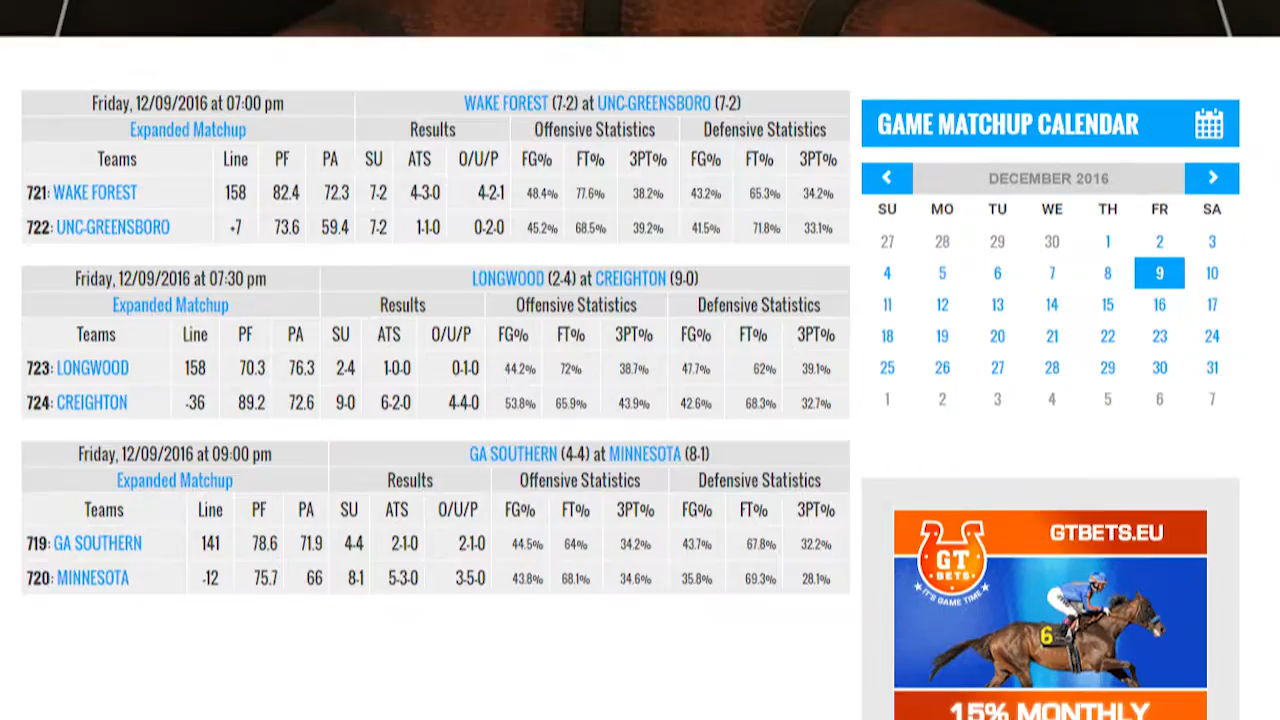 Friday, 12/09/2016 at 07:00 pm WAKE FOREST (7-2) at UNC-GREENSBORO (7-2)
Expanded Matchup Results Offensive Statistics Defensive Statistics
Teams Line PF PA SU ATS O/U/P FG% FT% 3PT% FG% FT% 3PT%
721: WAKE FOREST 158 82.4 72.3 7-2 4-3-0 4-2-1 48.4% 77.6% 38.2% 43.2% 65.3% 34.2%
722: UNC-GREENSBORO +7 73.6 59.4 7-2 1-1-0 0-2-0 45.2% 68.5% 39.2% 41.5% 71.8% 33.1%
Friday, 12/09/2016 at 07:30 pm LONGWOOD (2-4) at CREIGHTON (9-0)
Expanded Matchup Results Offensive Statistics Defensive Statistics
Teams Line PF PA SU ATS O/U/P FG% FT% 3PT% FG% FT% 3PT%
723: LONGWOOD 158 70.3 76.3 2-4 1-0-0 0-1-0 44.2% 72% 38.7% 47.7% 62% 39.1%
724: CREIGHTON -36 89.2 72.6 9-0 6-2-0 4-4-0 53.8% 65.9% 43.9% 42.6% 68.3% 32.7%
Friday, 12/09/2016 at 09:00 pm GA SOUTHERN (4-4) at MINNESOTA (8-1)
Expanded Matchup Results Offensive Statistics Defensive Statistics
Teams Line PF PA SU ATS O/U/P FG% FT% 3PT% FG% FT% 3PT%
719: GA SOUTHERN 141 78.6 71.9 4-4 2-1-0 2-1-0 44.5% 64% 34.2% 43.7% 67.8% 32.2%
720: MINNESOTA -12 75.7 66 8-1 5-3-0 3-5-0 43.8% 68.1% 34.6% 35.8% 69.3% 28.1%
GAME MATCHUP CALENDAR
DECEMBER 2016
SU MO TU WE TH FR SA
27 28 29 30 1 2 3
4 5 6 7 8 9 10
11 12 13 14 15 16 17
18 19 20 21 22 23 24
25 26 27 28 29 30 31
1 2 3 4 5 6 7
GTBETS.EU
GT
BETS
IT'S GAME TIME
6
15% MONTHLY